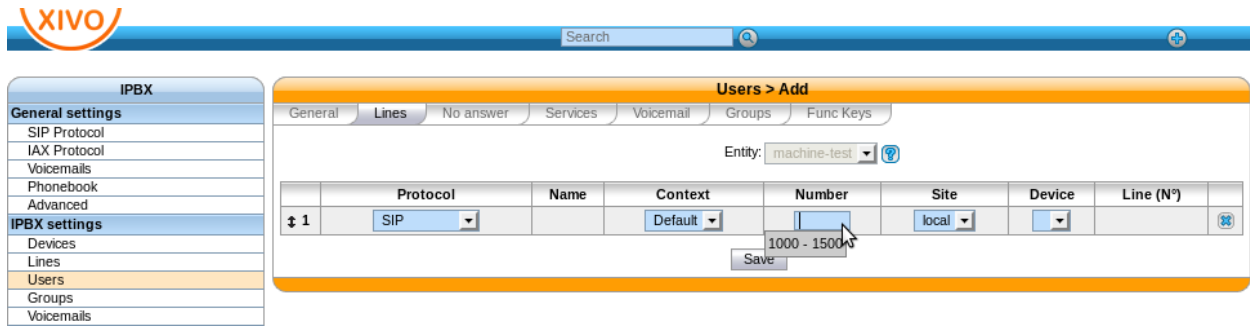 XIVO
Search
IPBX
General settings
SIP Protocol
IAX Protocol
Voicemails
Phonebook
Advanced
IPBX settings
Devices
Lines
Users
Groups
Voicemails
Users > Add
General Lines No answer Services Voicemail Groups Func Keys
Entity: machine-test
Protocol Name Context Number Site Device Line (N°)
1 SIP Default local
1000 - 1500
Save